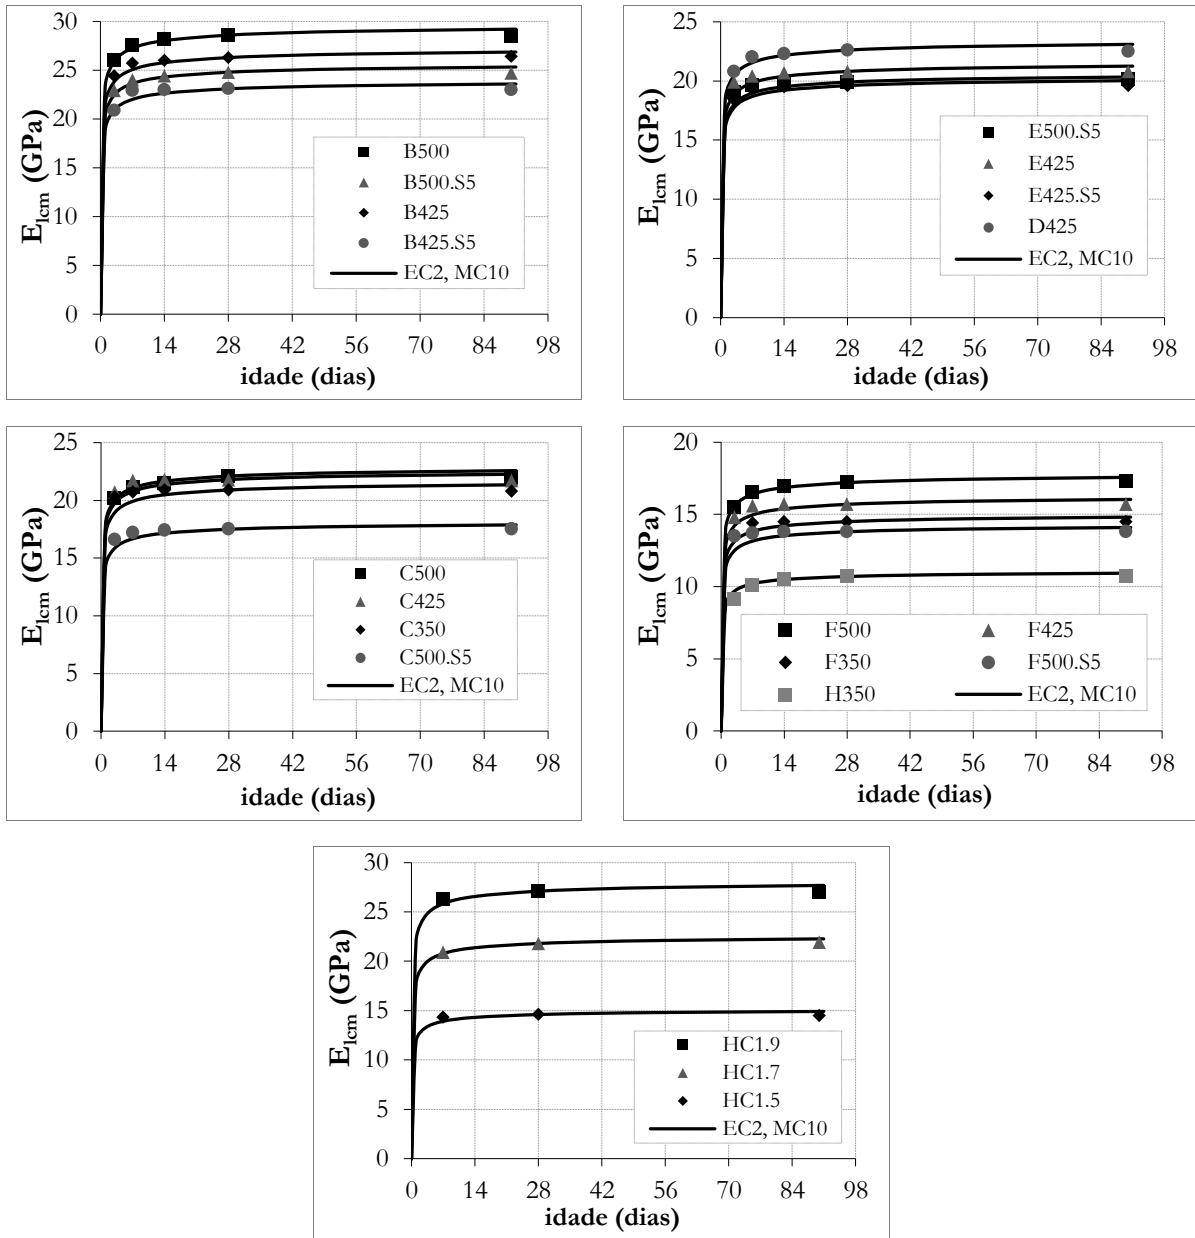 30
25
20
15
10
5
0
E_lcm (GPa)
0 14 28 42 56 70 84 98
idade (dias)
B500
B500.S5
B425
B425.S5
EC2, MC10
25
20
15
10
5
0
E_lcm (GPa)
0 14 28 42 56 70 84 98
idade (dias)
E500.S5
E425
E425.S5
D425
EC2, MC10
25
20
15
10
5
0
E_lcm (GPa)
0 14 28 42 56 70 84 98
idade (dias)
C500
C425
C350
C500.S5
EC2, MC10
20
15
10
5
0
E_lcm (GPa)
0 14 28 42 56 70 84 98
idade (dias)
F500 F425
F350 F500.S5
H350 EC2, MC10
30
25
20
15
10
5
0
E_lcm (GPa)
0 14 28 42 56 70 84 98
idade (dias)
HC1.9
HC1.7
HC1.5
EC2, MC10